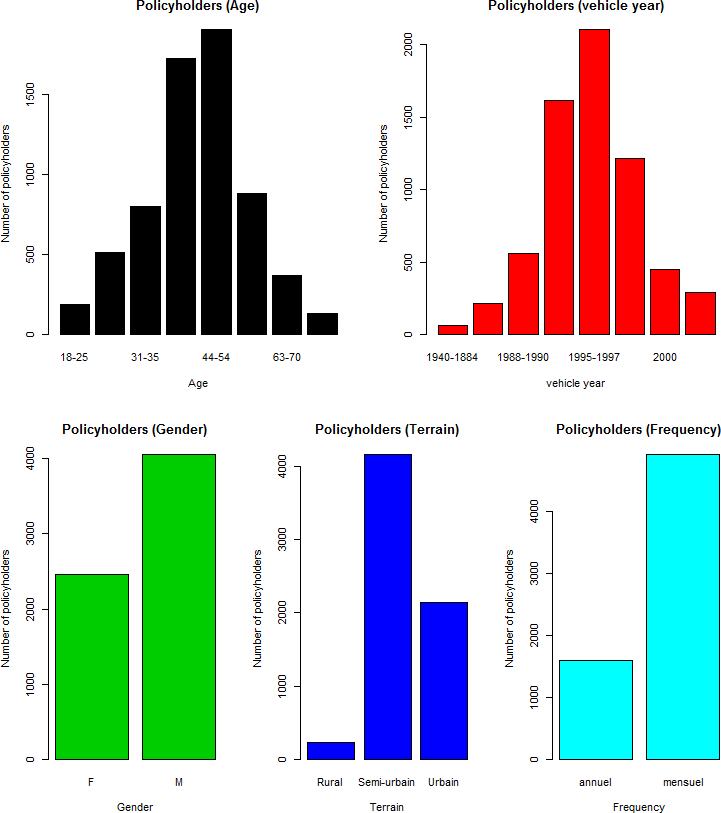 Policyholders (Age)
Number of policyholders
0
500
1000
1500
18-25
31-35
44-54
63-70
Age
Policyholders (vehicle year)
Number of policyholders
0
500
1000
1500
2000
1940-1884
1988-1990
1995-1997
2000
vehicle year
Policyholders (Gender)
Number of policyholders
0
1000
2000
3000
4000
F
M
Gender
Policyholders (Terrain)
Number of policyholders
0
1000
2000
3000
4000
Rural
Semi-urbain
Urbain
Terrain
Policyholders (Frequency)
Number of policyholders
0
1000
2000
3000
4000
annuel
mensuel
Frequency